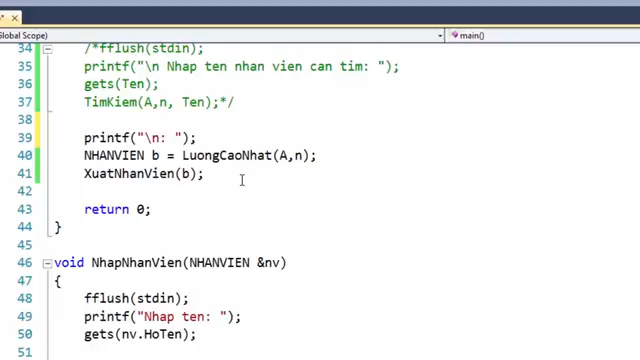 Global Scope)
main()
34 /*fflush(stdin);
35 printf("\n Nhap ten nhan vien can tim: ");
36 gets(Ten);
37 TimKiem(A,n, Ten);*/
38
39 printf("\n: ");
40 NHANVIEN b = LuongCaoNhat(A,n);
41 XuatNhanVien(b);
42
43 return 0;
44 }
45
46 void NhapNhanVien(NHANVIEN &nv)
47 {
48 fflush(stdin);
49 printf("Nhap ten: ");
50 gets(nv.HoTen);
51